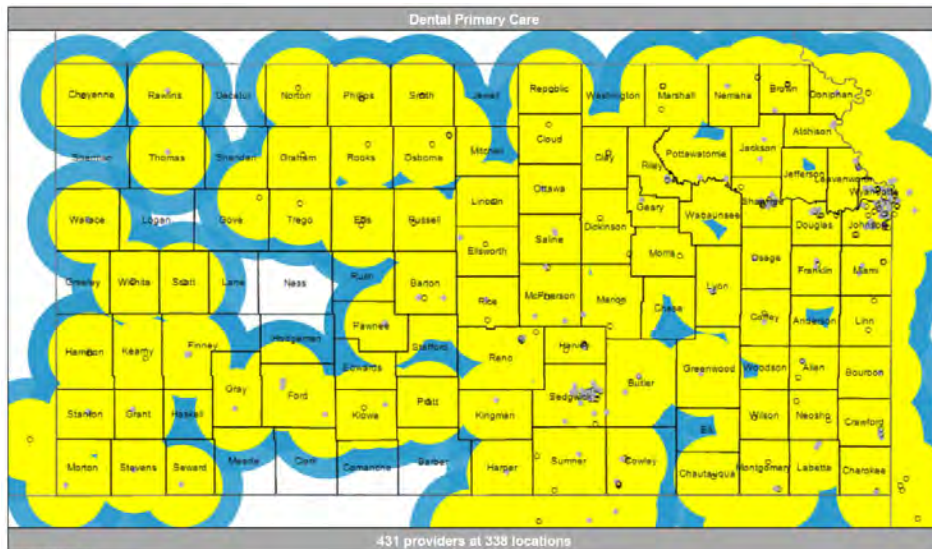 Dental Primary Care
Cheyenne Rawlins Decatur Norton Phillips Smith Jewell Republic Washington Marshall Nemaha Brown Doniphan
Sherman Thomas Sheridan Graham Rooks Osborne Mitchell Cloud Clay Riley Pottawatomie Jackson Atchison
Jefferson Leavenworth
Wallace Logan Gove Trego Ellis Russell Lincoln Ottawa Dickinson Geary Wabaunsee Shawnee Wyandotte
Douglas Johnson
Saline Ellsworth Morris Osage Franklin Miami
Greeley Wichita Scott Lane Ness Rush Barton Rice McPherson Marion Chase Lyon Coffey Anderson Linn
Hamilton Kearny Finney Hodgeman Pawnee Stafford Reno Harvey
Gray Ford Edwards Kiowa Pratt Kingman Sedgwick Butler Greenwood Woodson Allen Bourbon
Stanton Grant Haskell Elk Wilson Neosho Crawford
Morton Stevens Seward Meade Clark Comanche Barber Harper Sumner Cowley Chautauqua Montgomery Labette Cherokee
431 providers at 338 locations